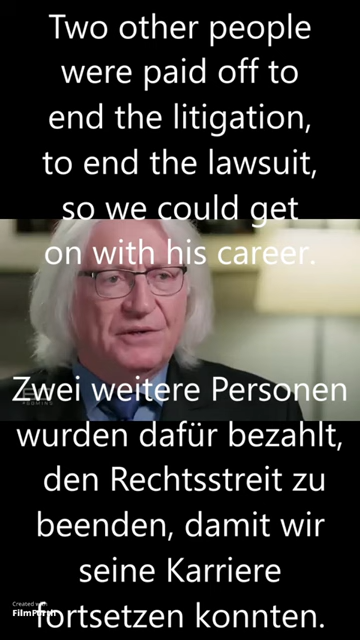 Two other people
were paid off to
end the litigation,
to end the lawsuit,
so we could get
on with his career.
Zwei weitere Personen
wurden dafür bezahlt,
den Rechtsstreit zu
beenden, damit wir
seine Karriere
Created with
fortsetzen konnten.